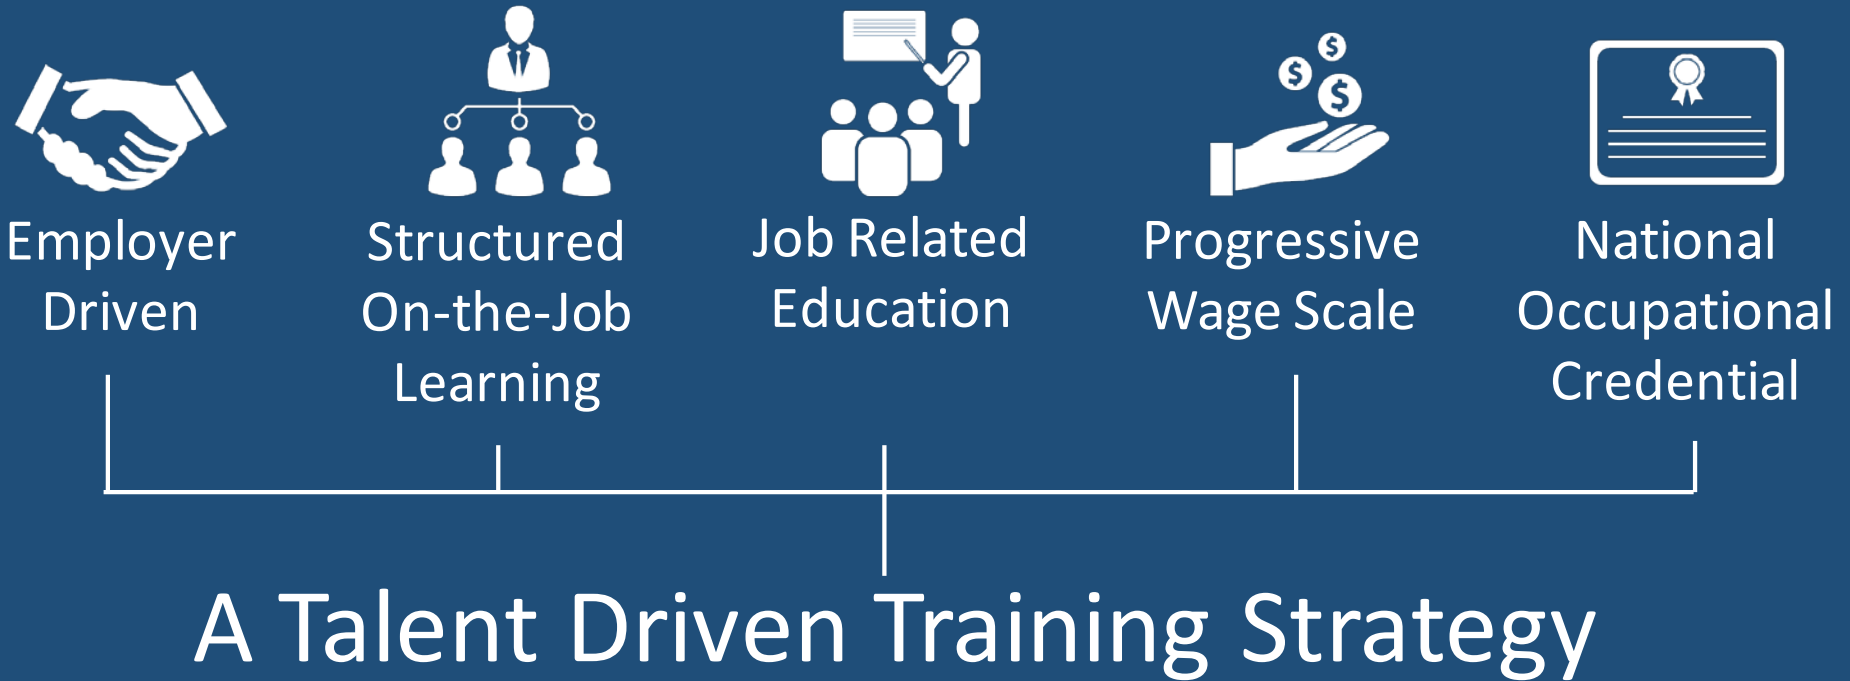 Employer
Driven
Structured
On-the-Job
Learning
Job Related
Education
Progressive
Wage Scale
$
$
$
National
Occupational
Credential
A Talent Driven Training Strategy